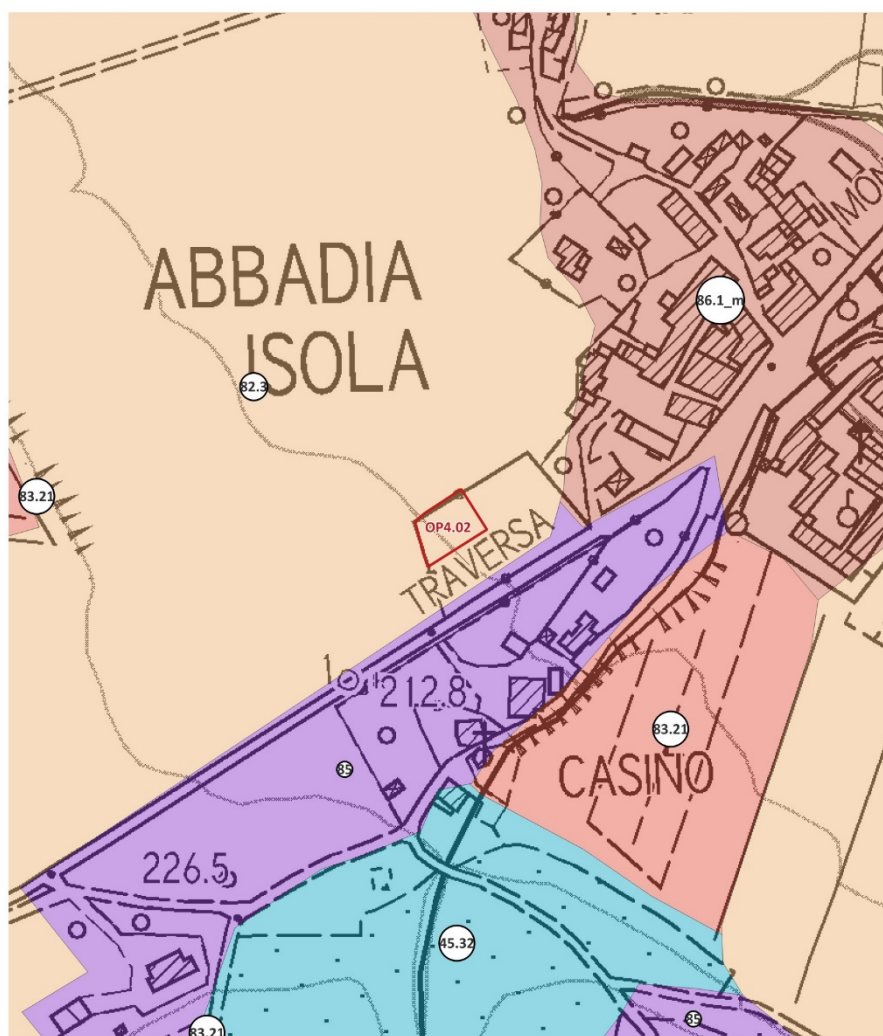 IMON
86.1_m
ABBADIA
ISOLA
82.3
83.21
OP4.02
TRAVERSA
212.8
83.21
85
CASINO
226.5
45.32
83.21
85